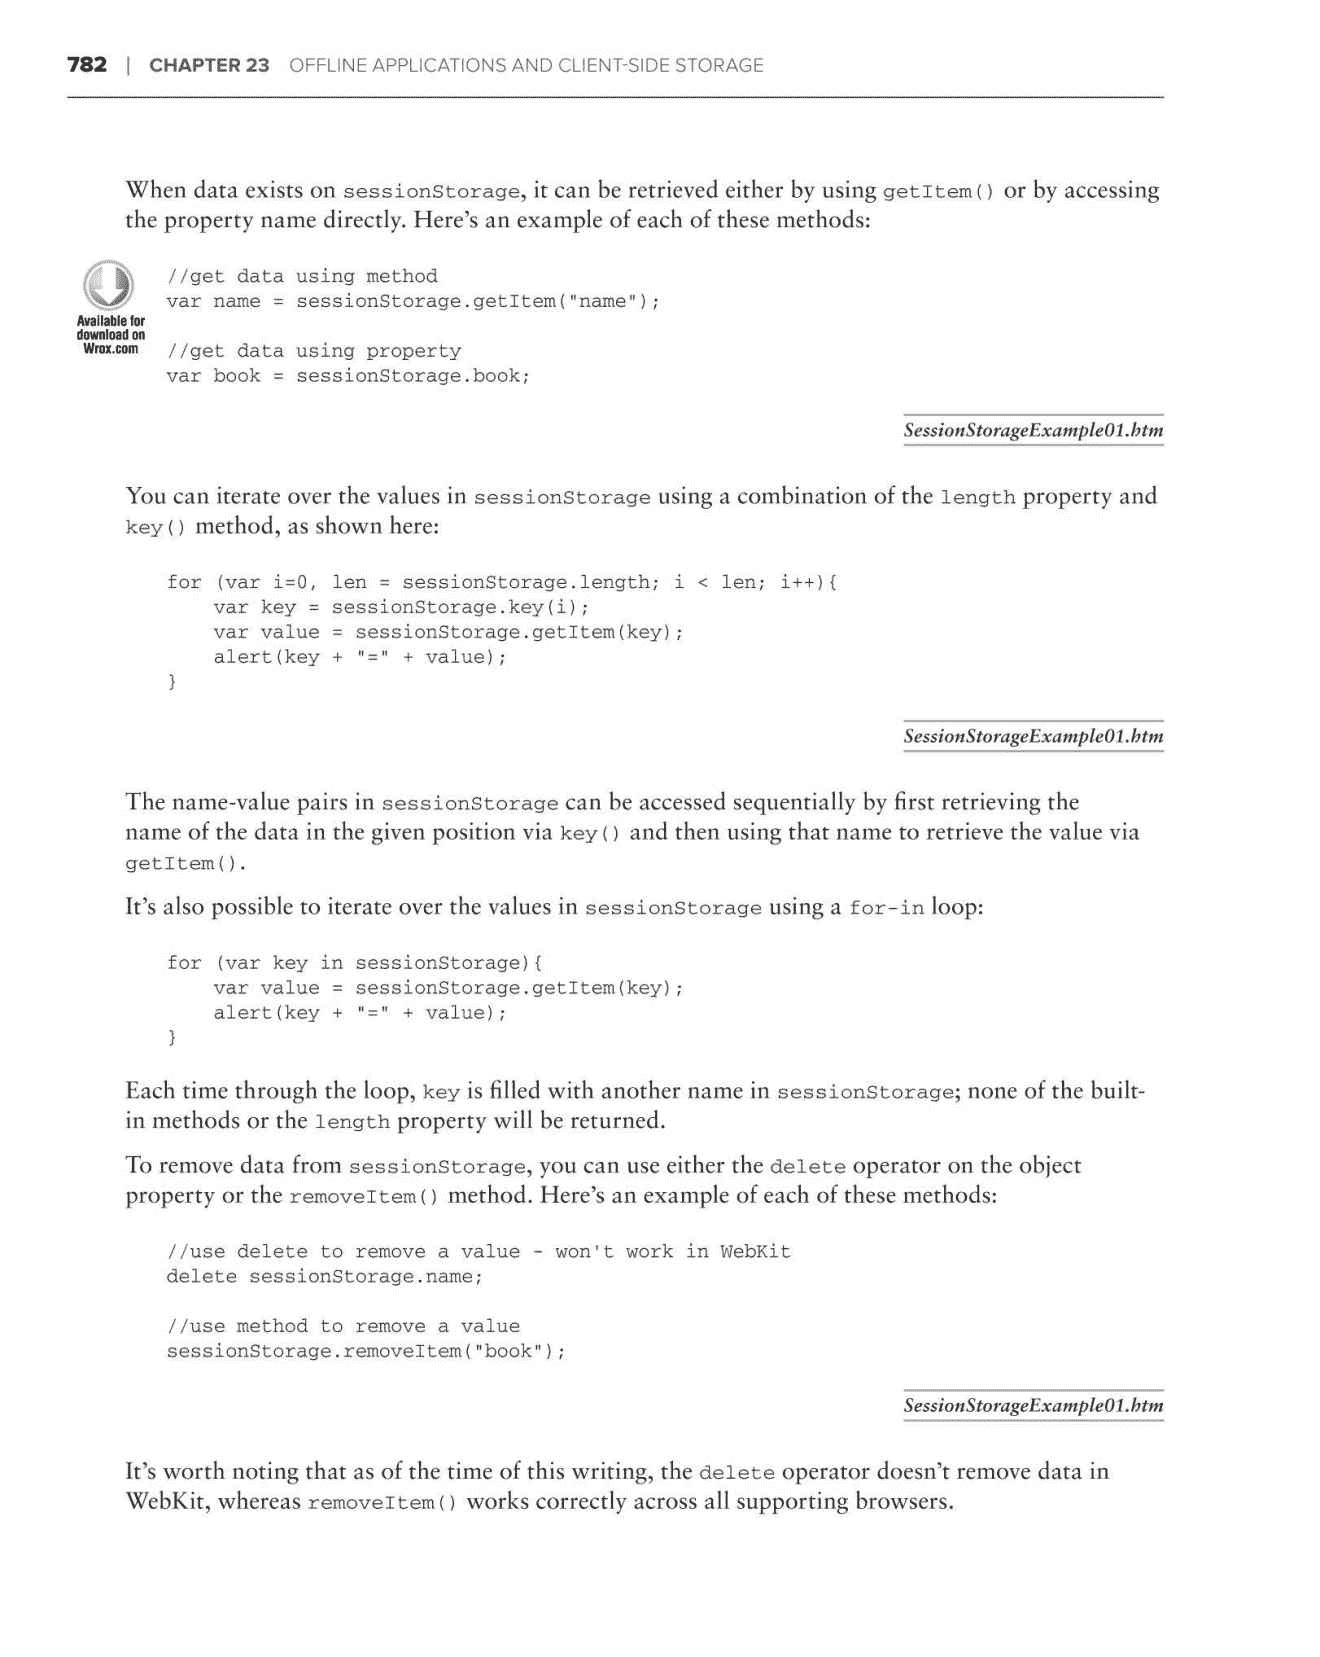 782 | CHAPTER 23 OFFLINE APPLICATIONS AND CLIENT-SIDE STORAGE
When data exists on sessionStorage, it can be retrieved either by using getItem() or by accessing
the property name directly. Here's an example of each of these methods:
//get data using method
var name = sessionStorage.getItem("name");
Available for
download on
Wrox.com
//get data using property
var book = sessionStorage.book;
SessionStorageExample01.htm
You can iterate over the values in sessionStorage using a combination of the length property and
key() method, as shown here:
for (var i=0, len = sessionStorage.length; i < len; i++){
    var key = sessionStorage.key(i);
    var value = sessionStorage.getItem(key);
    alert(key + "=" + value);
}
SessionStorageExample01.htm
The name-value pairs in sessionStorage can be accessed sequentially by first retrieving the
name of the data in the given position via key() and then using that name to retrieve the value via
getItem().
It's also possible to iterate over the values in sessionStorage using a for-in loop:
for (var key in sessionStorage){
    var value = sessionStorage.getItem(key);
    alert(key + "=" + value);
}
Each time through the loop, key is filled with another name in sessionStorage; none of the built-
in methods or the length property will be returned.
To remove data from sessionStorage, you can use either the delete operator on the object
property or the removeItem() method. Here's an example of each of these methods:
//use delete to remove a value - won't work in WebKit
delete sessionStorage.name;
//use method to remove a value
sessionStorage.removeItem("book");
SessionStorageExample01.htm
It's worth noting that as of the time of this writing, the delete operator doesn't remove data in
WebKit, whereas removeItem() works correctly across all supporting browsers.